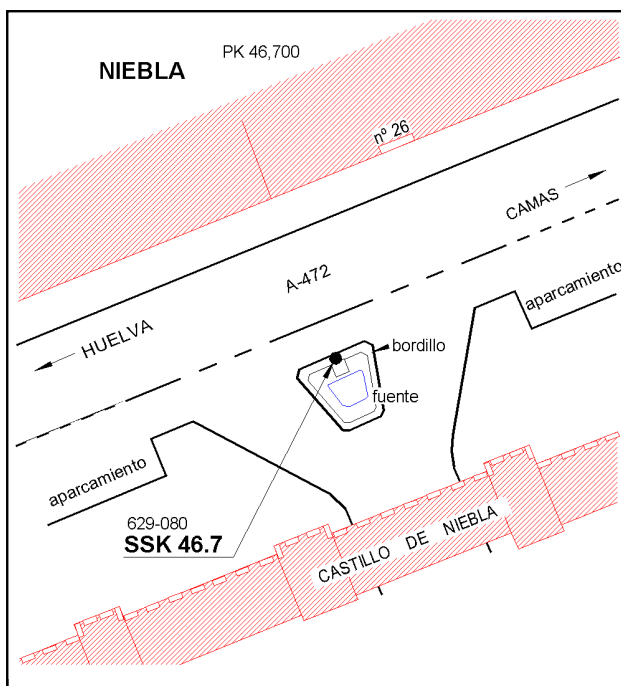 NIEBLA
PK 46,700
nº 26
CAMAS
A-472
aparcamiento
HUELVA
bordillo
fuente
aparcamiento
629-080
SSK 46.7
CASTILLO DE NIEBLA